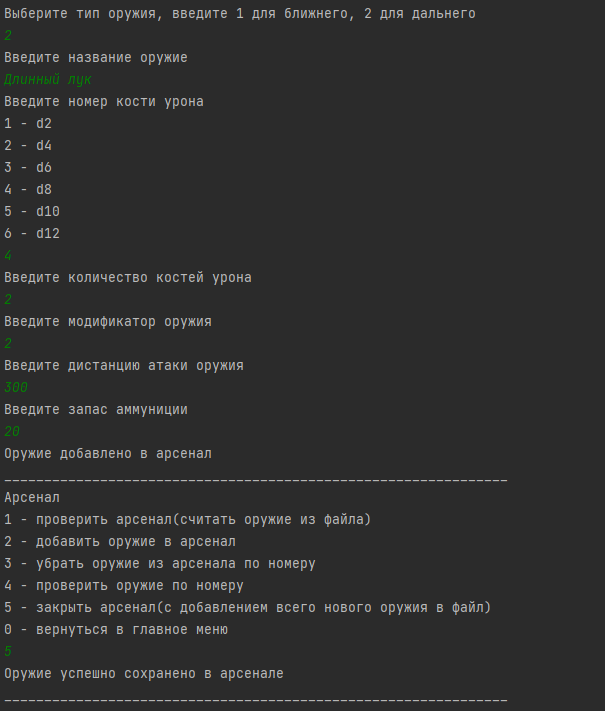 Выберите тип оружия, введите 1 для ближнего, 2 для дальнего
2
Введите название оружие
Длинный лук
Введите номер кости урона
1 - d2
2 - d4
3 - d6
4 - d8
5 - d10
6 - d12
4
Введите количество костей урона
2
Введите модификатор оружия
2
Введите дистанцию атаки оружия
300
Введите запас аммуниции
20
Оружие добавлено в арсенал
_______________________________________________________________
Арсенал
1 - проверить арсенал(считать оружие из файла)
2 - добавить оружие в арсенал
3 - убрать оружие из арсенала по номеру
4 - проверить оружие по номеру
5 - закрыть арсенал(с добавлением всего нового оружия в файл)
0 - вернуться в главное меню
5
Оружие успешно сохранено в арсенале
_______________________________________________________________